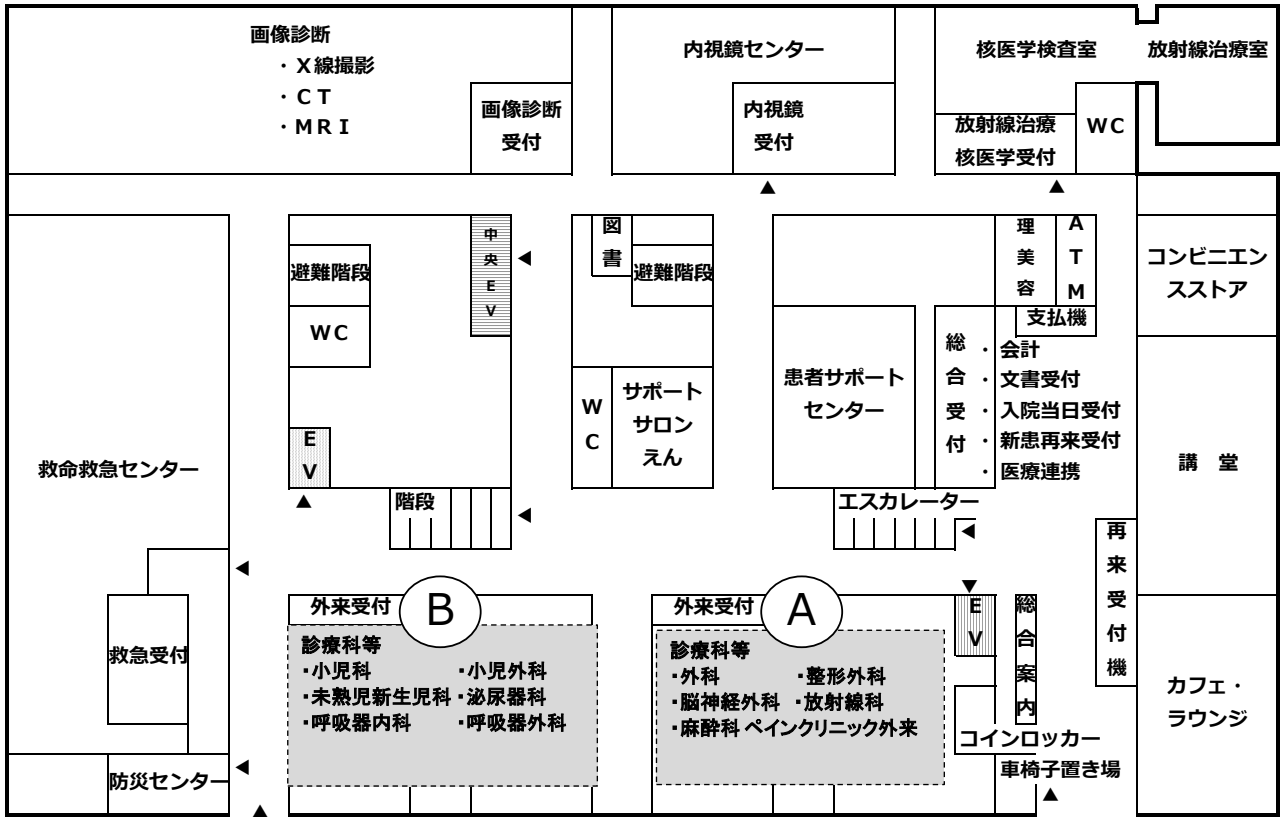 画像診断
・Ｘ線撮影
・ＣＴ
・ＭＲＩ
画像診断
受付
内視鏡センター
内視鏡
受付
核医学検査室
放射線治療室
放射線治療
核医学受付
ＷＣ
中央ＥＶ
図書
避難階段
避難階段
ＷＣ
理美容
ＡＴＭ
支払機
コンビニエン
スストア
総合受付
・会計
・文書受付
・入院当日受付
・新患再来受付
・医療連携
患者サポート
センター
ＷＣ
サポート
サロン
えん
ＥＶ
救命救急センター
講　堂
階段
エスカレーター
再来受付機
外来受付
B
外来受付
A
ＥＶ
総合案内
救急受付
診療科等
・小児科
・小児外科
・未熟児新生児科
・泌尿器科
・呼吸器内科
・呼吸器外科
診療科等
・外科
・整形外科
・脳神経外科
・放射線科
・麻酔科 ペインクリニック外来
カフェ・
ラウンジ
コインロッカー
車椅子置き場
防災センター